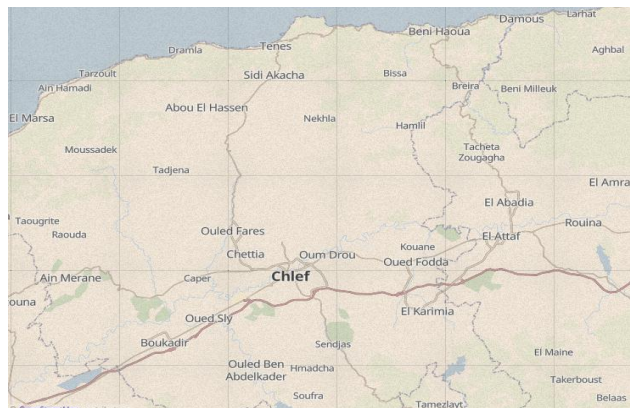 Damous
Larhat
Beni Haoua
Tenes
Dramla
Aghbal
Tarzoult
Sidi Akacha
Bissa
Ain Hamadi
Breira
Beni Milleuk
Abou El Hassen
El Marsa
Nekhla
Hamlil
Moussadek
Tacheta
Zougagha
Tadjena
El Amra
El Abadia
Taougrite
Rouina
Ouled Fares
Raouda
El Attaf
Kouane
Chettia
Oum Drou
Oued Fodda
Ain Merane
Caper
Chlef
ouna
El Karimia
Oued Sly
Boukadir
Sendjas
El Maine
Ouled Ben
Abdelkader
Hmadcha
Takerboust
Soufra
Belaas
Tamezlayt